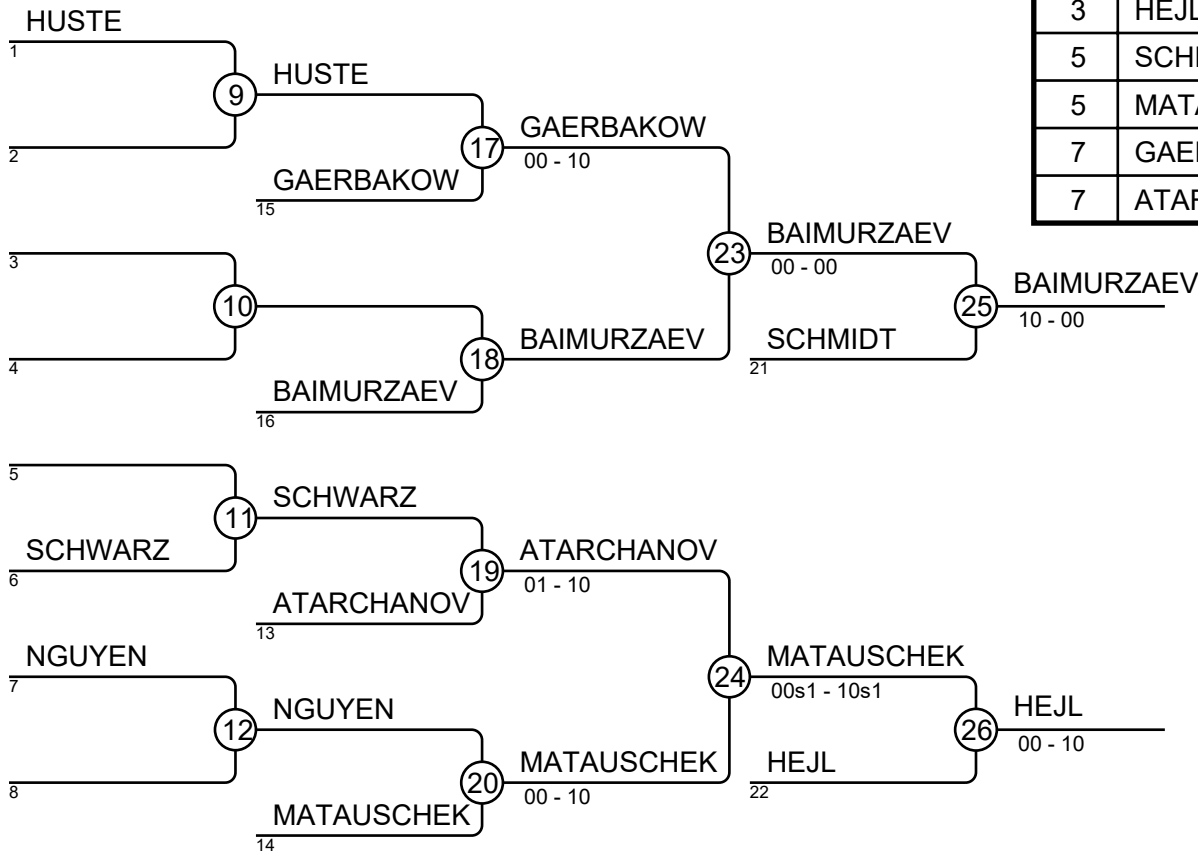 HUSTE
1
9
HUSTE
2
17
GAERBAKOW
00 - 10
GAERBAKOW
15
3
10
4
18
BAIMURZAEV
BAIMURZAEV
16
23
BAIMURZAEV
00 - 00
25
BAIMURZAEV
10 - 00
SCHMIDT
21
5
11
SCHWARZ
SCHWARZ
6
19
ATARCHANOV
01 - 10
ATARCHANOV
13
NGUYEN
7
12
NGUYEN
8
20
MATAUSCHEK
00 - 10
MATAUSCHEK
14
24
MATAUSCHEK
00s1 - 10s1
26
HEJL
00 - 10
HEJL
22
3 HEJL
5
5
7
7